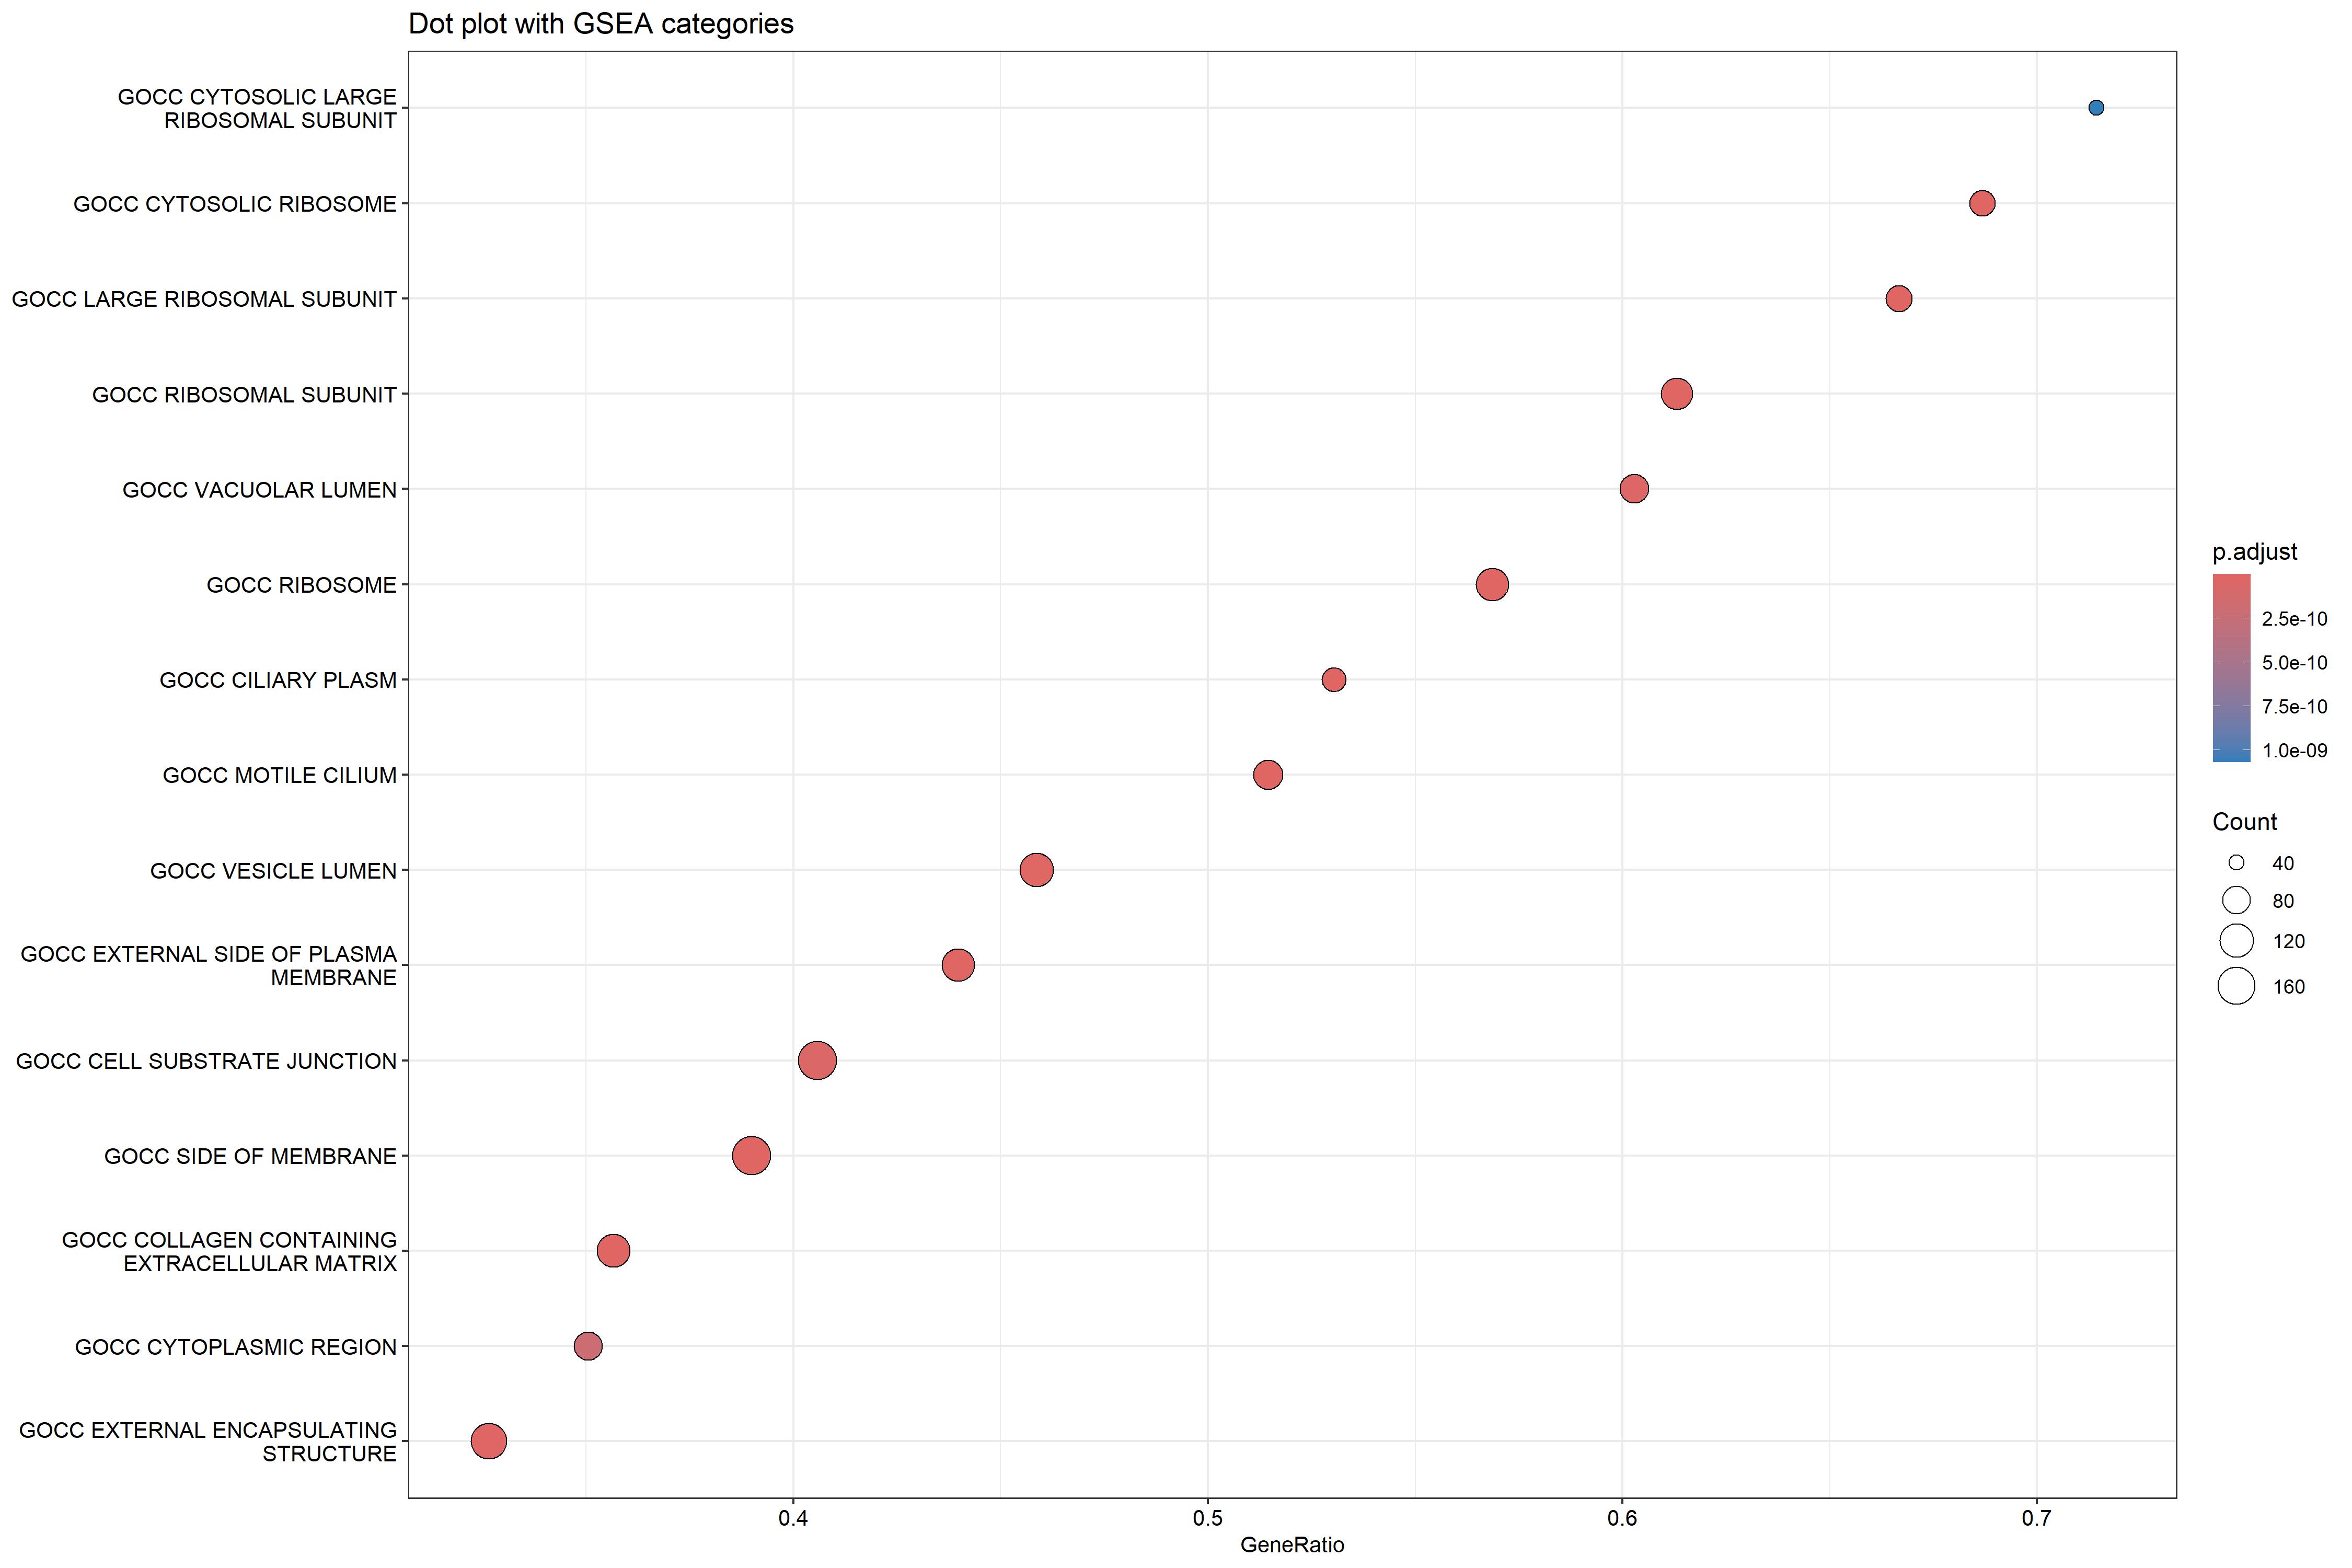 Dot plot with GSEA categories
GOCC CYTOSOLIC LARGE
RIBOSOMAL SUBUNIT
GOCC CYTOSOLIC RIBOSOME
GOCC LARGE RIBOSOMAL SUBUNIT
GOCC RIBOSOMAL SUBUNIT
GOCC VACUOLAR LUMEN
GOCC RIBOSOME
GOCC CILIARY PLASM
GOCC MOTILE CILIUM
GOCC VESICLE LUMEN
GOCC EXTERNAL SIDE OF PLASMA
MEMBRANE
GOCC CELL SUBSTRATE JUNCTION
GOCC SIDE OF MEMBRANE
GOCC COLLAGEN CONTAINING
EXTRACELLULAR MATRIX
GOCC CYTOPLASMIC REGION
GOCC EXTERNAL ENCAPSULATING
STRUCTURE
0.4
0.5
0.6
0.7
GeneRatio
p.adjust
2.5e-10
5.0e-10
7.5e-10
1.0e-09
Count
40
80
120
160